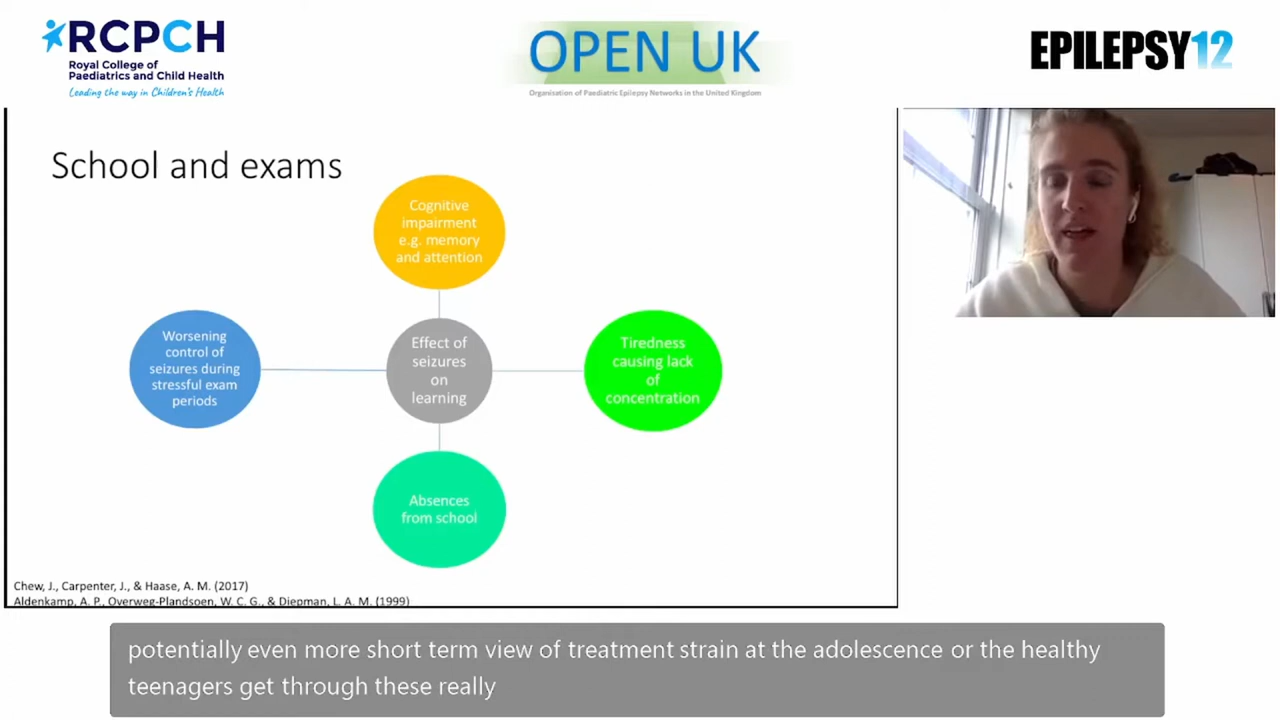 RCPCH
Royal College of
Paediatrics and Child Health
Leading the way in Children's Health
OPEN UK
Organisation of Paediatric Epilepsy Networks in the United Kingdom
EPILEPSY12
School and exams
Cognitive
impairment
e.g. memory
and attention
Worsening
control of
seizures during
stressful exam
periods
Effect of
seizures
on
learning
Tiredness
causing lack
of
concentration
Absences
from school
Chew, J., Carpenter, J., & Haase, A. M. (2017)
Aldenkamp, A. P., Overweg-Plandsoen, W. C. G., & Diepman, L. A. M. (1999)
potentially even more short term view of treatment strain at the adolescence or the healthy
teenagers get through these really